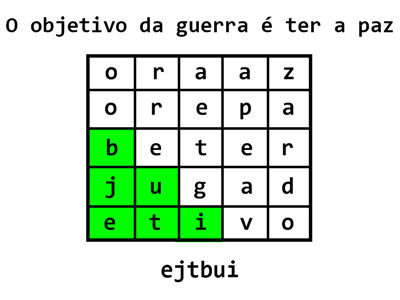 O objetivo da guerra é ter a paz
o r a a z
o r e p a
b e t e r
j u g a d
e t i v o
ejtbui